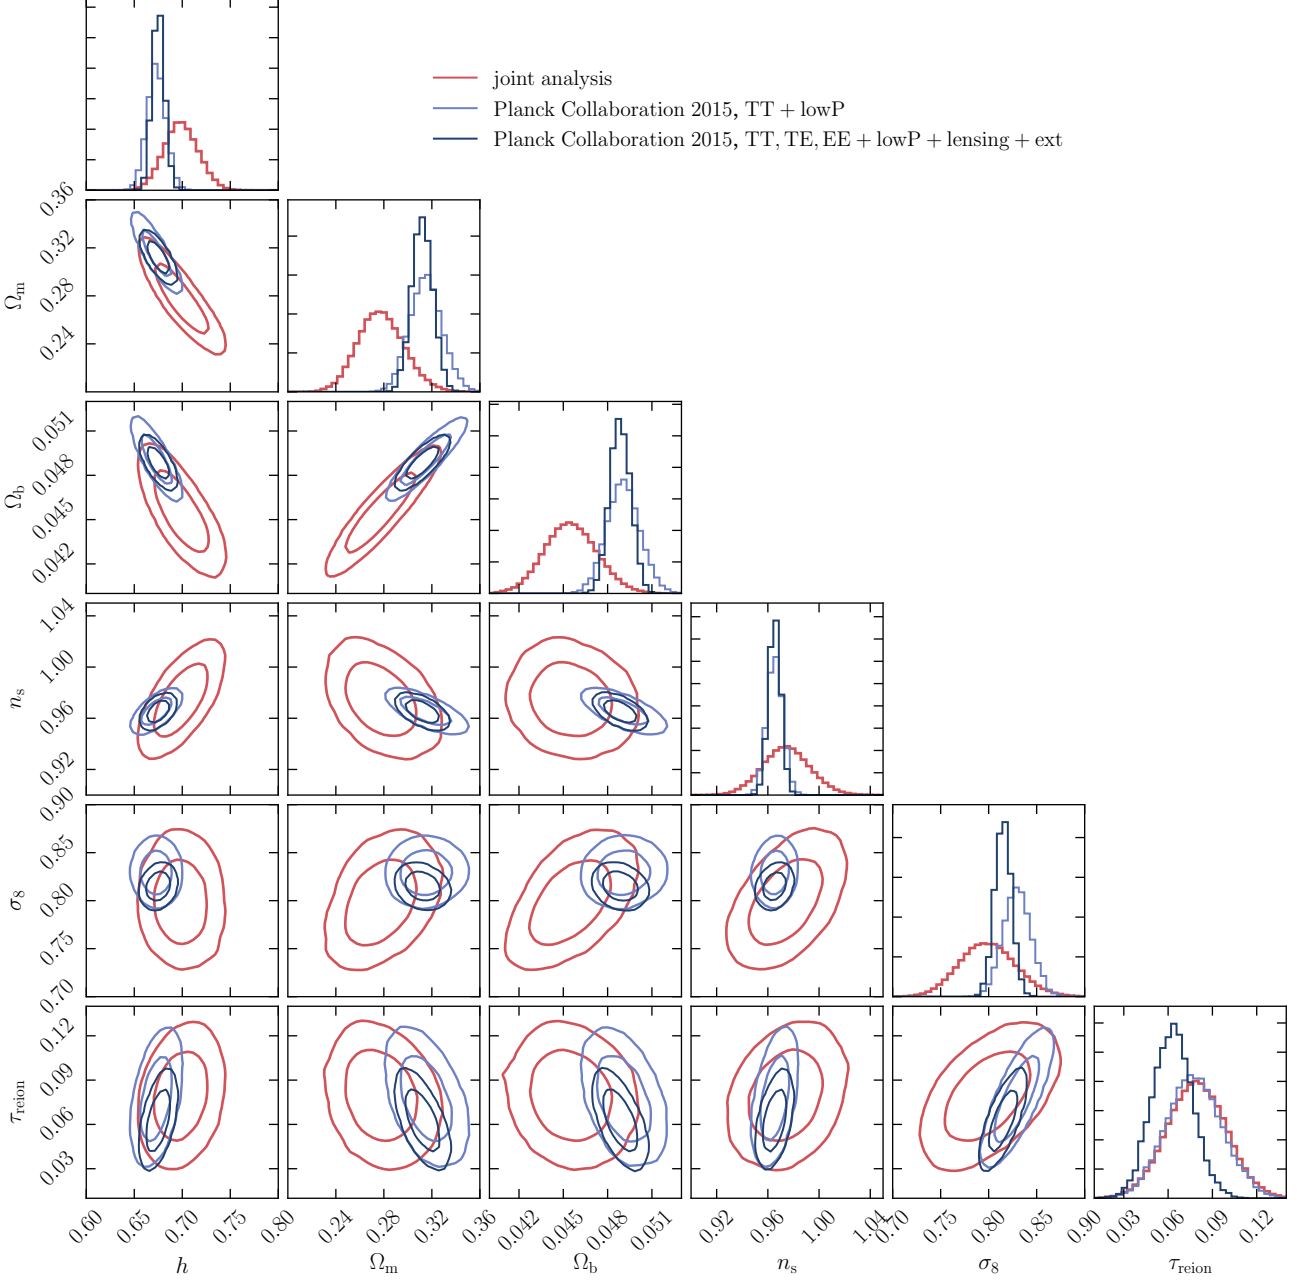 joint analysis
Planck Collaboration 2015, TT + lowP
Planck Collaboration 2015, TT, TE, EE + lowP + lensing + ext
0.36
0.32
0.28
0.24
Ωm
0.051
0.048
0.045
0.042
Ωb
1.04
1.00
0.96
0.92
ns
0.90
0.85
0.80
0.75
0.70
σ8
0.12
0.09
0.06
0.03
τreion
0.60 0.65 0.70 0.75 0.80 0.24 0.28 0.32 0.36 0.042 0.045 0.048 0.051 0.92 0.96 1.00 1.04 0.70 0.75 0.80 0.85 0.90 0.03 0.06 0.09 0.12
h Ωm Ωb ns σ8 τreion